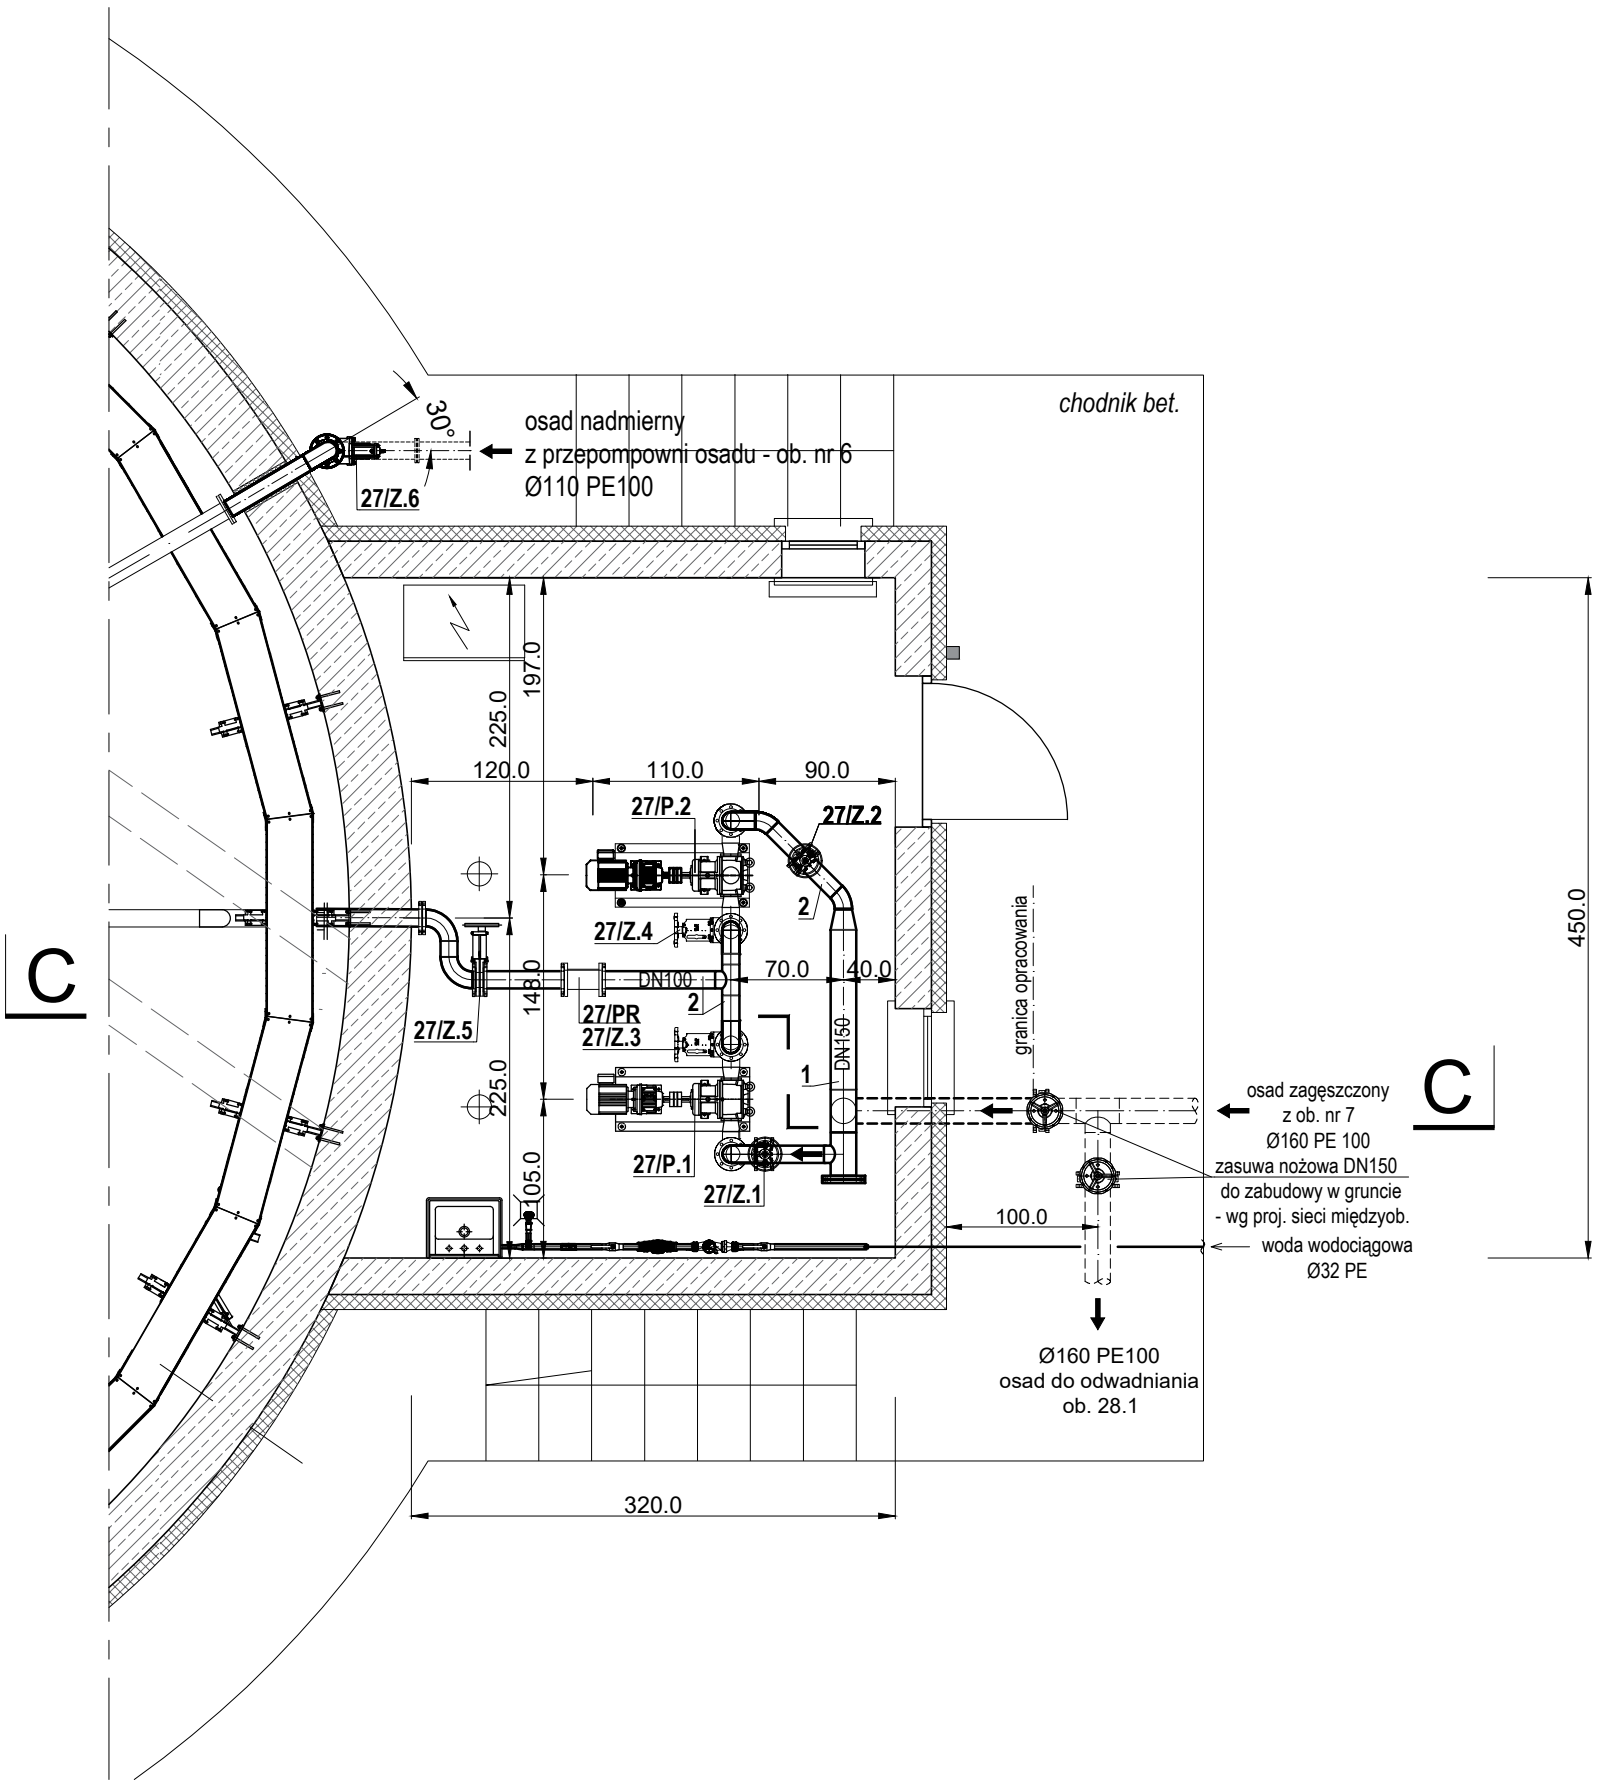 chodnik bet.
30°
osad nadmierny
z przepompowni osadu - ob. nr 6
Ø110 PE100
27/Z.6
197.0
225.0
120.0
110.0
90.0
27/P.2
27/Z.2
2
27/Z.4
granica opracowania
450.0
C
148.0
DN100
70.0
40.0
2
27/PR
27/Z.5
27/Z.3
DN150
1
225.0
C
osad zagęszczony
z ob. nr 7
Ø160 PE 100
zasuwa nożowa DN150
do zabudowy w gruncie
- wg proj. sieci międzyob.
27/P.1
105.0
27/Z.1
100.0
woda wodociągowa
Ø32 PE
Ø160 PE100
osad do odwadniania
ob. 28.1
320.0